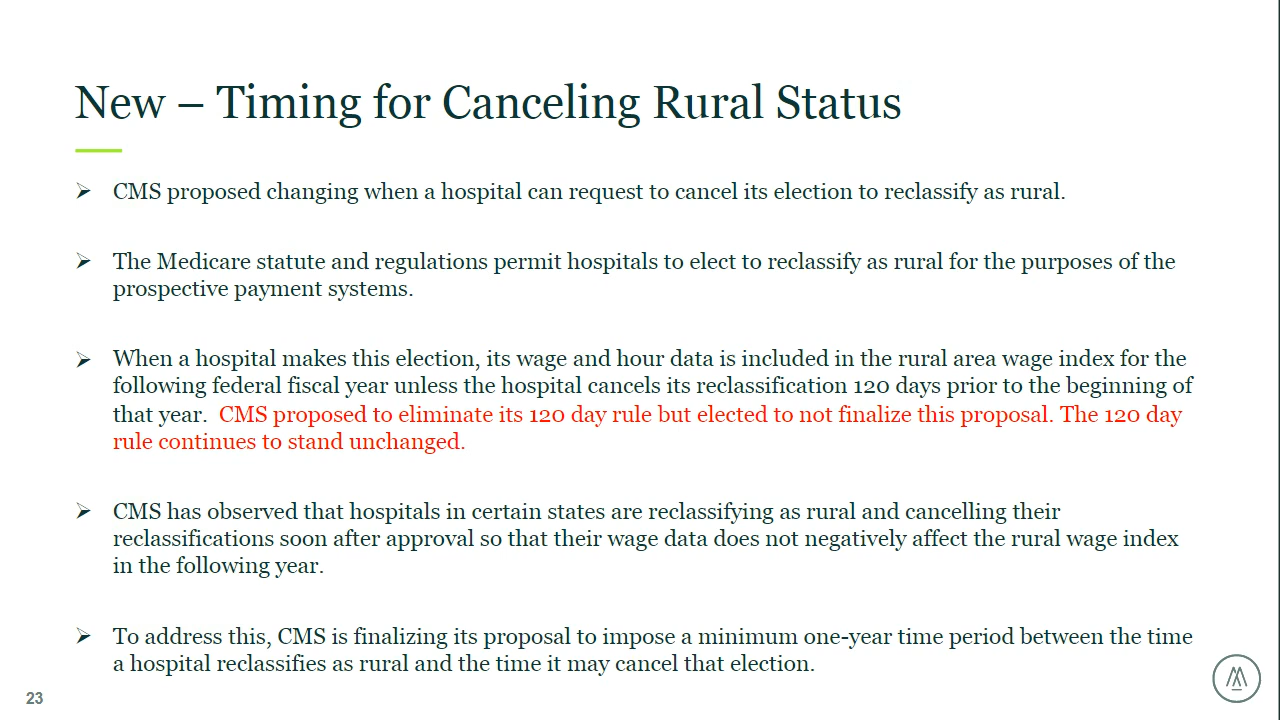 New – Timing for Canceling Rural Status
➢ CMS proposed changing when a hospital can request to cancel its election to reclassify as rural.
➢ The Medicare statute and regulations permit hospitals to elect to reclassify as rural for the purposes of the
prospective payment systems.
➢ When a hospital makes this election, its wage and hour data is included in the rural area wage index for the
following federal fiscal year unless the hospital cancels its reclassification 120 days prior to the beginning of
that year. CMS proposed to eliminate its 120 day rule but elected to not finalize this proposal. The 120 day
rule continues to stand unchanged.
➢ CMS has observed that hospitals in certain states are reclassifying as rural and cancelling their
reclassifications soon after approval so that their wage data does not negatively affect the rural wage index
in the following year.
➢ To address this, CMS is finalizing its proposal to impose a minimum one-year time period between the time
a hospital reclassifies as rural and the time it may cancel that election.
23